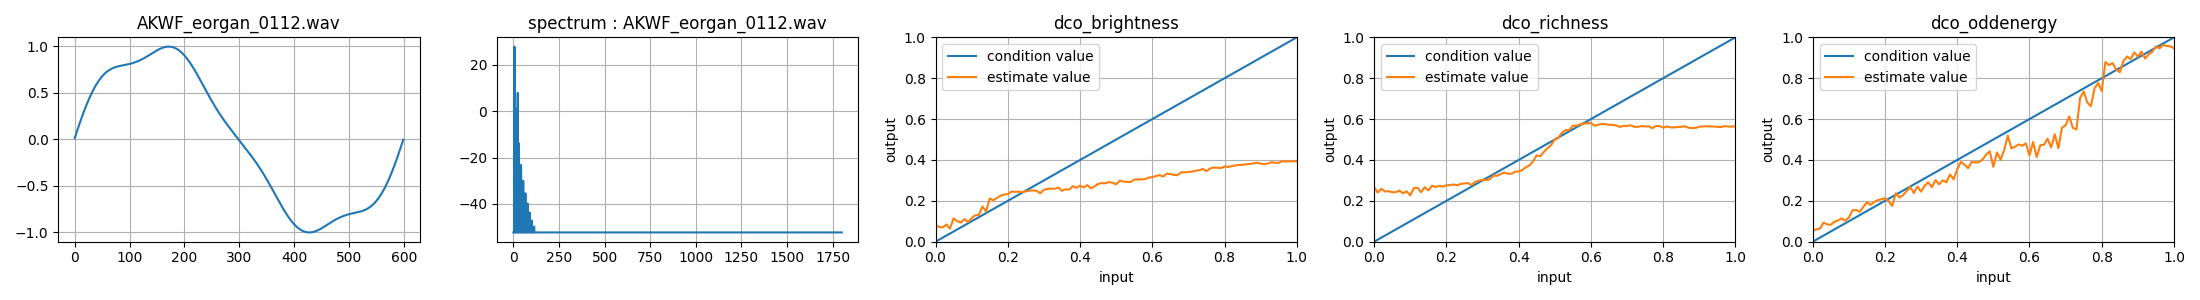 AKWF_eorgan_0112.wav
1.0
0.5
0.0
−0.5
−1.0
0 100 200 300 400 500 600
spectrum : AKWF_eorgan_0112.wav
20
0
−20
−40
0 250 500 750 1000 1250 1500 1750
dco_brightness
condition value
estimate value
output
1.0
0.8
0.6
0.4
0.2
0.0
0.0 0.2 0.4 0.6 0.8 1.0
input
dco_richness
condition value
estimate value
output
1.0
0.8
0.6
0.4
0.2
0.0
0.0 0.2 0.4 0.6 0.8 1.0
input
dco_oddenergy
condition value
estimate value
output
1.0
0.8
0.6
0.4
0.2
0.0
0.0 0.2 0.4 0.6 0.8 1.0
input